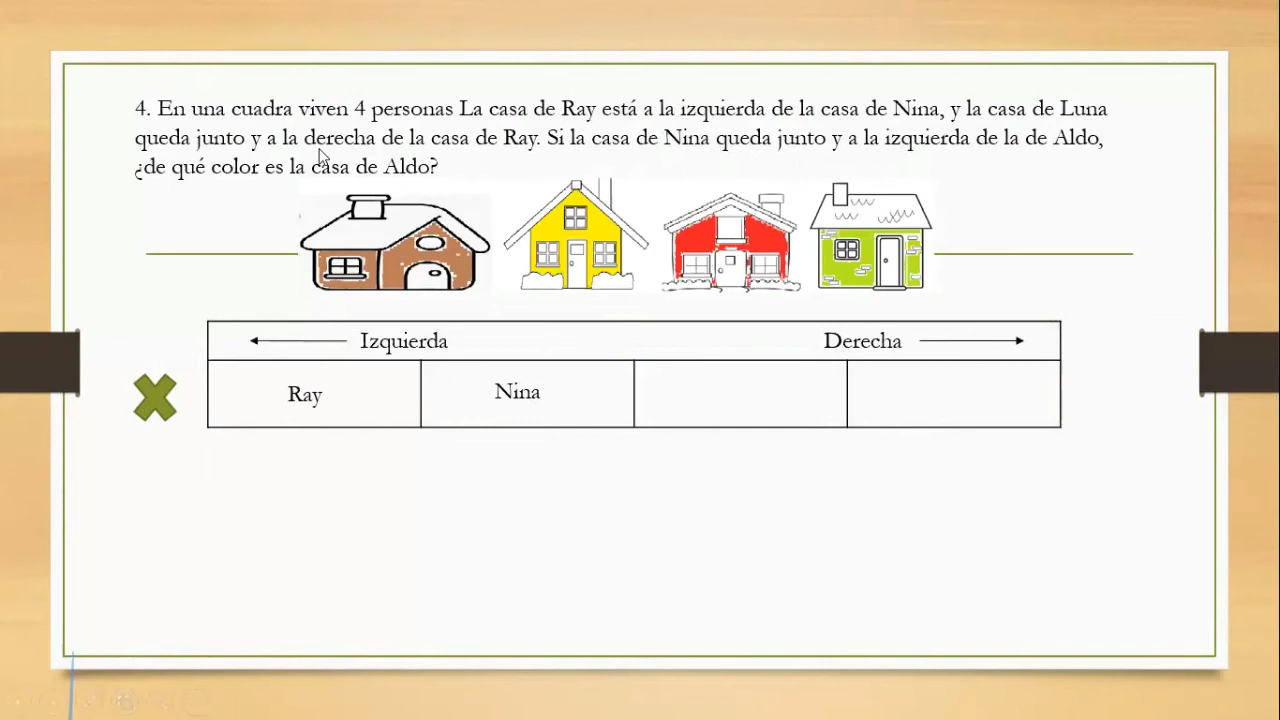 4. En una cuadra viven 4 personas La casa de Ray está a la izquierda de la casa de Nina, y la casa de Luna
queda junto y a la derecha de la casa de Ray. Si la casa de Nina queda junto y a la izquierda de la de Aldo,
¿de qué color es la casa de Aldo?
Izquierda Derecha
Ray Nina